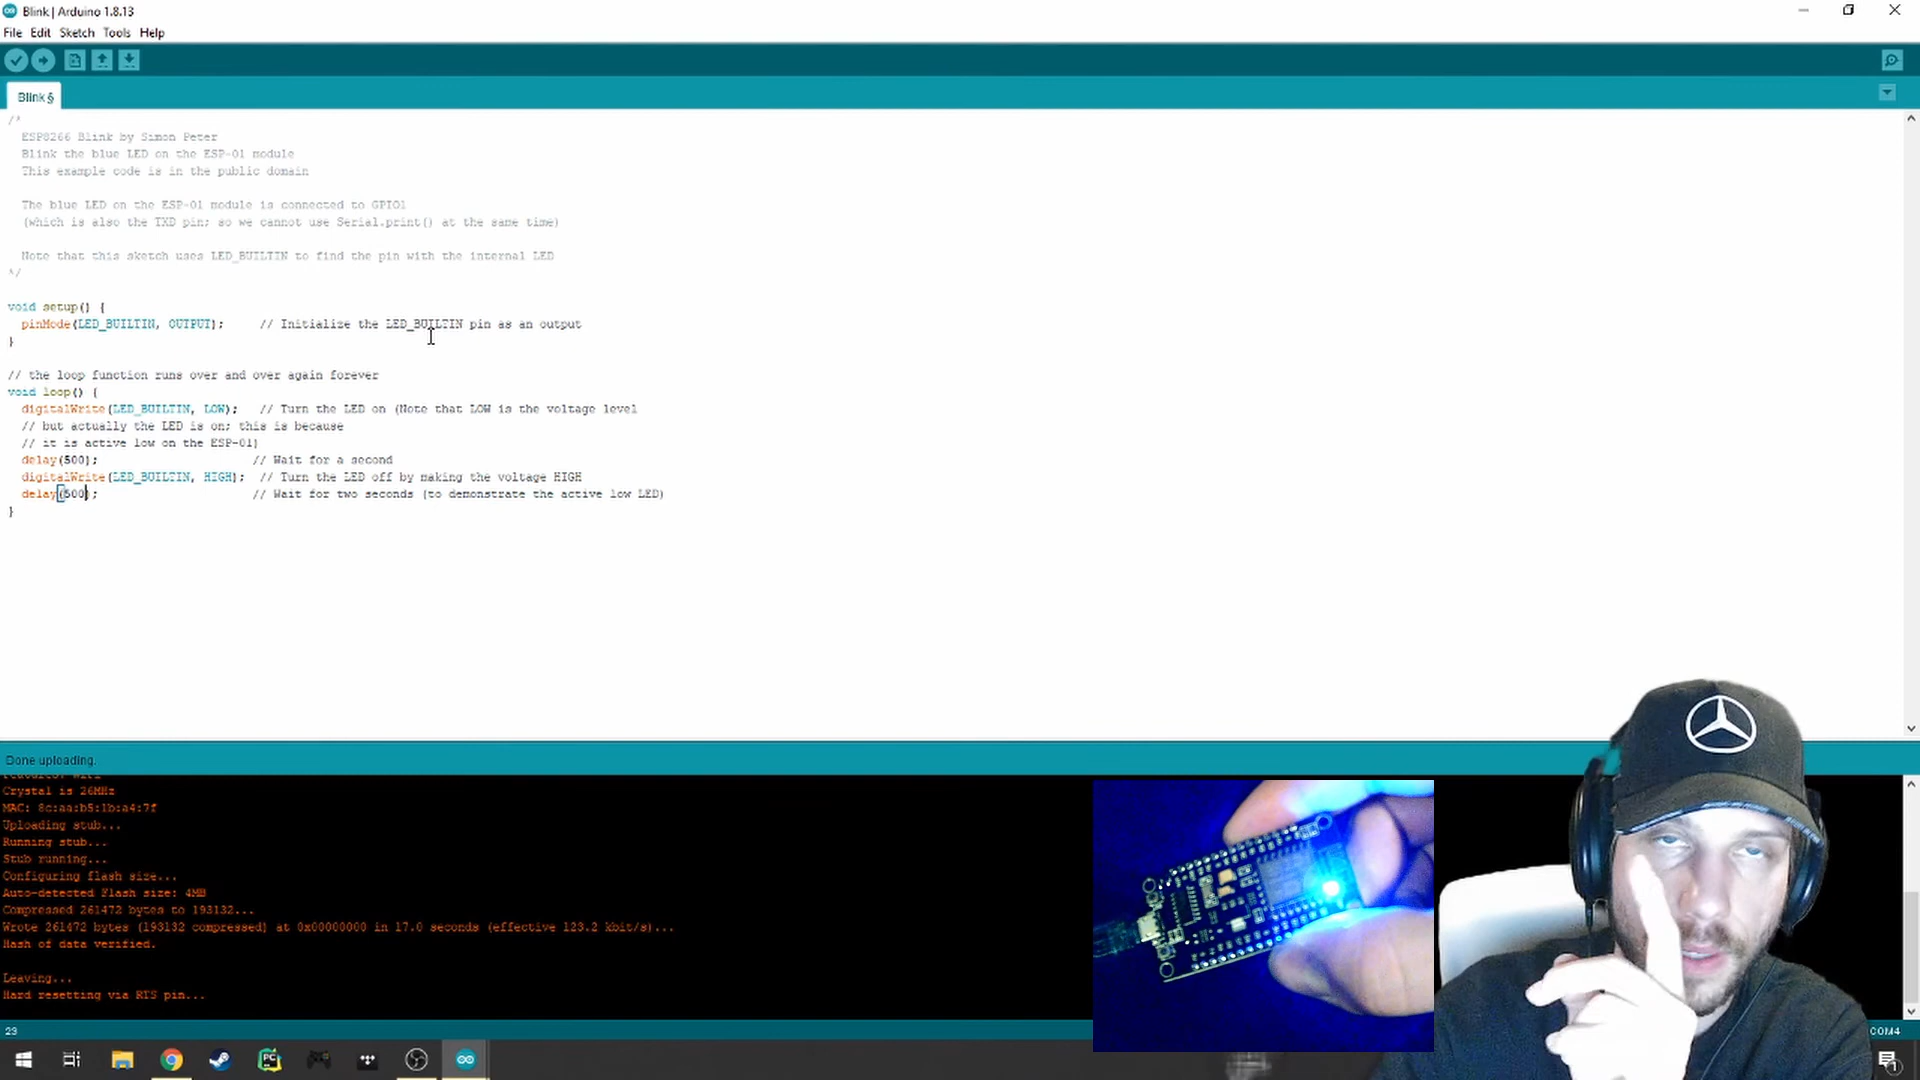 Blink | Arduino 1.8.13
File Edit Sketch Tools Help
Blink §
/*
ESP8266 Blink by Simon Peter
Blink the blue LED on the ESP-01 module
This example code is in the public domain
The blue LED on the ESP-01 module is connected to GPIO1
(which is also the TXD pin; so we cannot use Serial.print() at the same time)
Note that this sketch uses LED_BUILTIN to find the pin with the internal LED
*/
void setup() {
pinMode(LED_BUILTIN, OUTPUT); // Initialize the LED_BUILTIN pin as an output
}
// the loop function runs over and over again forever
void loop() {
digitalWrite(LED_BUILTIN, LOW); // Turn the LED on (Note that LOW is the voltage level
// but actually the LED is on; this is because
// it is active low on the ESP-01)
delay(500); // Wait for a second
digitalWrite(LED_BUILTIN, HIGH); // Turn the LED off by making the voltage HIGH
delay(500); // Wait for two seconds (to demonstrate the active low LED)
}
Done uploading.
Crystal is 26MHz
MAC: 8c:aa:b5:1b:a4:7f
Uploading stub...
Running stub...
Stub running...
Configuring flash size...
Auto-detected Flash size: 4MB
Compressed 261472 bytes to 193132...
Wrote 261472 bytes (193132 compressed) at 0x00000000 in 17.0 seconds (effective 123.2 kbit/s)...
Hash of data verified.
Leaving...
Hard resetting via RTS pin...
23
COM4
PC
1